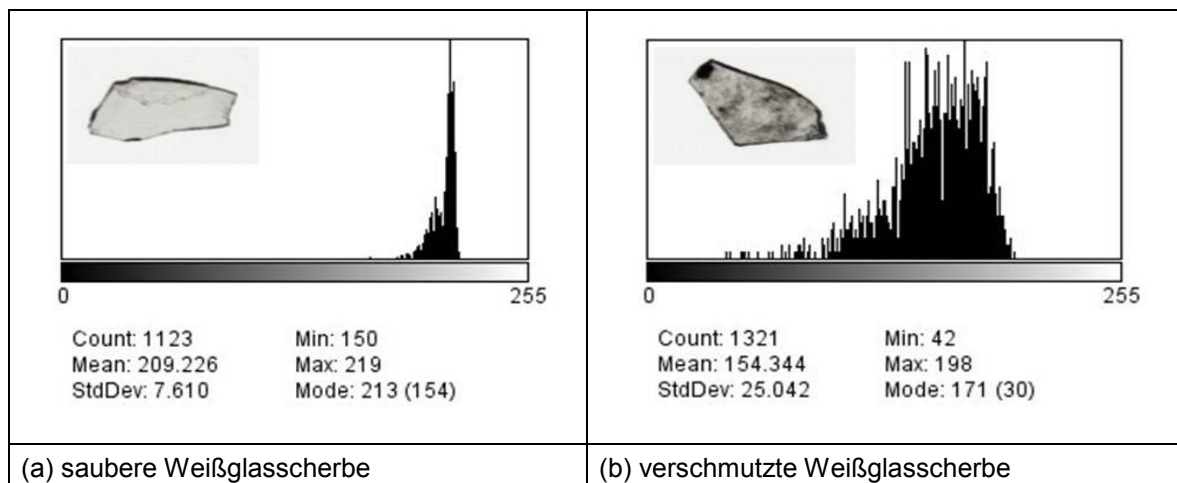 0 255
Count: 1123 Min: 150
Mean: 209.226 Max: 219
StdDev: 7.610 Mode: 213 (154)
(a) saubere Weißglasscherbe
0 255
Count: 1321 Min: 42
Mean: 154.344 Max: 198
StdDev: 25.042 Mode: 171 (30)
(b) verschmutzte Weißglasscherbe